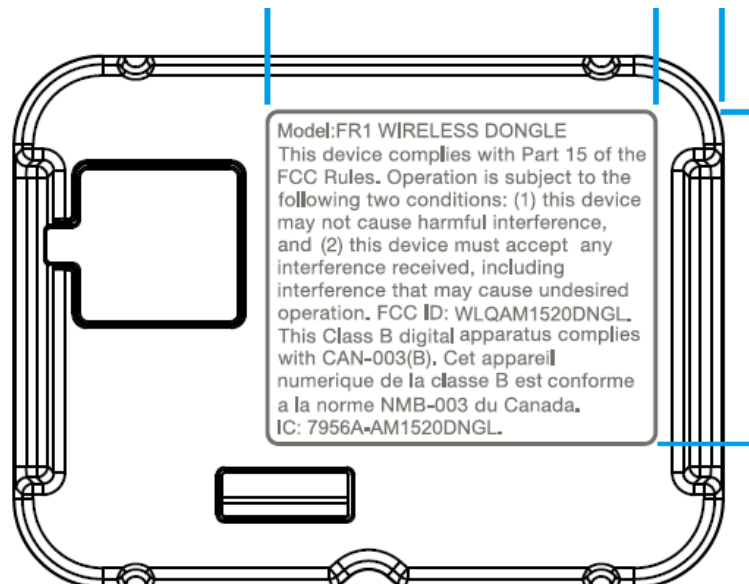 Model:FR1 WIRELESS DONGLE
This device complies with Part 15 of the
FCC Rules. Operation is subject to the
following two conditions: (1) this device
may not cause harmful interference,
and (2) this device must accept any
interference received, including
interference that may cause undesired
operation. FCC ID: WLQAM1520DNGL.
This Class B digital apparatus complies
with CAN-003(B). Cet appareil
numerique de la classe B est conforme
a la norme NMB-003 du Canada.
IC: 7956A-AM1520DNGL.